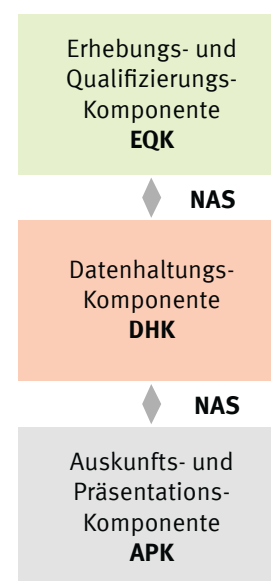 Erhebungs- und
Qualifizierungs-
Komponente
EQK
NAS
Datenhaltungs-
Komponente
DHK
NAS
Auskunfts- und
Präsentations-
Komponente
APK